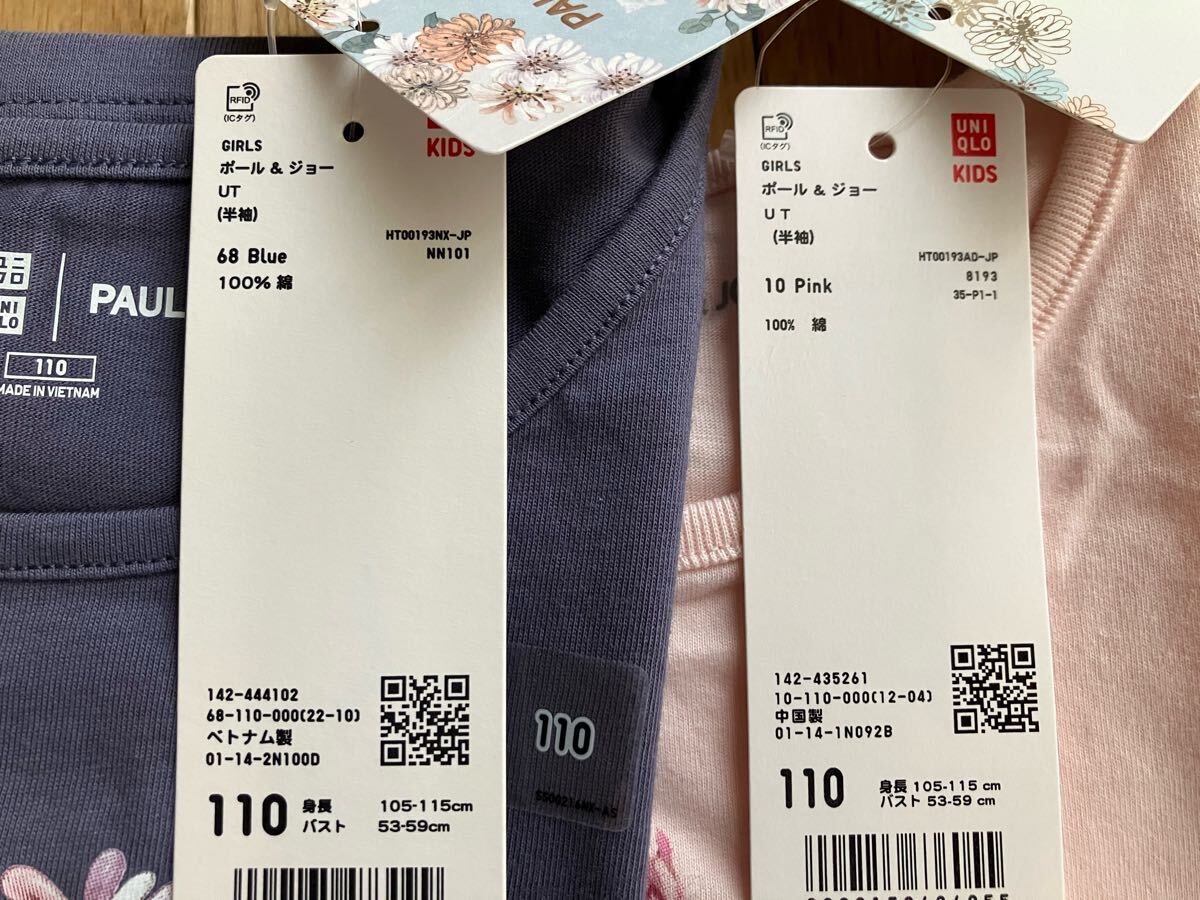 PAUL
UNI
QLO
110
MADE IN VIETNAM
RFID
(ICタグ)
KIDS
GIRLS
ポール & ジョー
UT
(半袖)
HT00193NX-JP
NN101
68 Blue
100% 綿
142-444102
68-110-000(22-10)
ベトナム製
01-14-2N100D
110 身長 105-115cm
バスト 53-59cm
110
RFID
(ICタグ)
UNI
QLO
KIDS
GIRLS
ポール & ジョー
UT
(半袖)
HT00193AD-JP
8193
35-P1-1
10 Pink
100% 綿
142-435261
10-110-000(12-04)
中国製
01-14-1N092B
110 身長 105-115 cm
バスト 53-59 cm